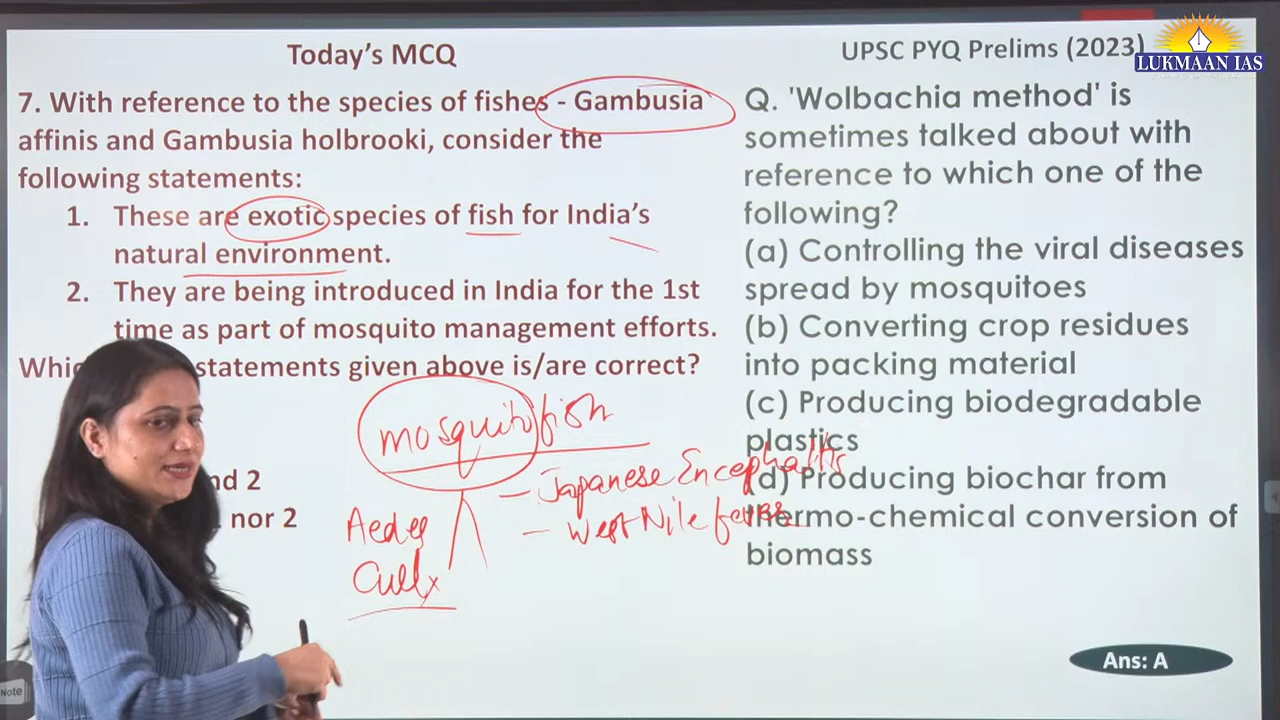 LUKMAAN IAS
Today's MCQ
7. With reference to the species of fishes - Gambusia
affinis and Gambusia holbrooki, consider the
following statements:
1. These are exotic species of fish for India's
natural environment.
2. They are being introduced in India for the 1st
time as part of mosquito management efforts.
statements given above is/are correct?
nd 2
nor 2
mosquitofish
- Japanese Encephalitis
- West Nile fever
Aedes
Culex
UPSC PYQ Prelims (2023)
Q. 'Wolbachia method' is
sometimes talked about with
reference to which one of the
following?
(a) Controlling the viral diseases
spread by mosquitoes
(b) Converting crop residues
into packing material
(c) Producing biodegradable
plastics
(d) Producing biochar from
thermo-chemical conversion of
biomass
Ans: A
Note